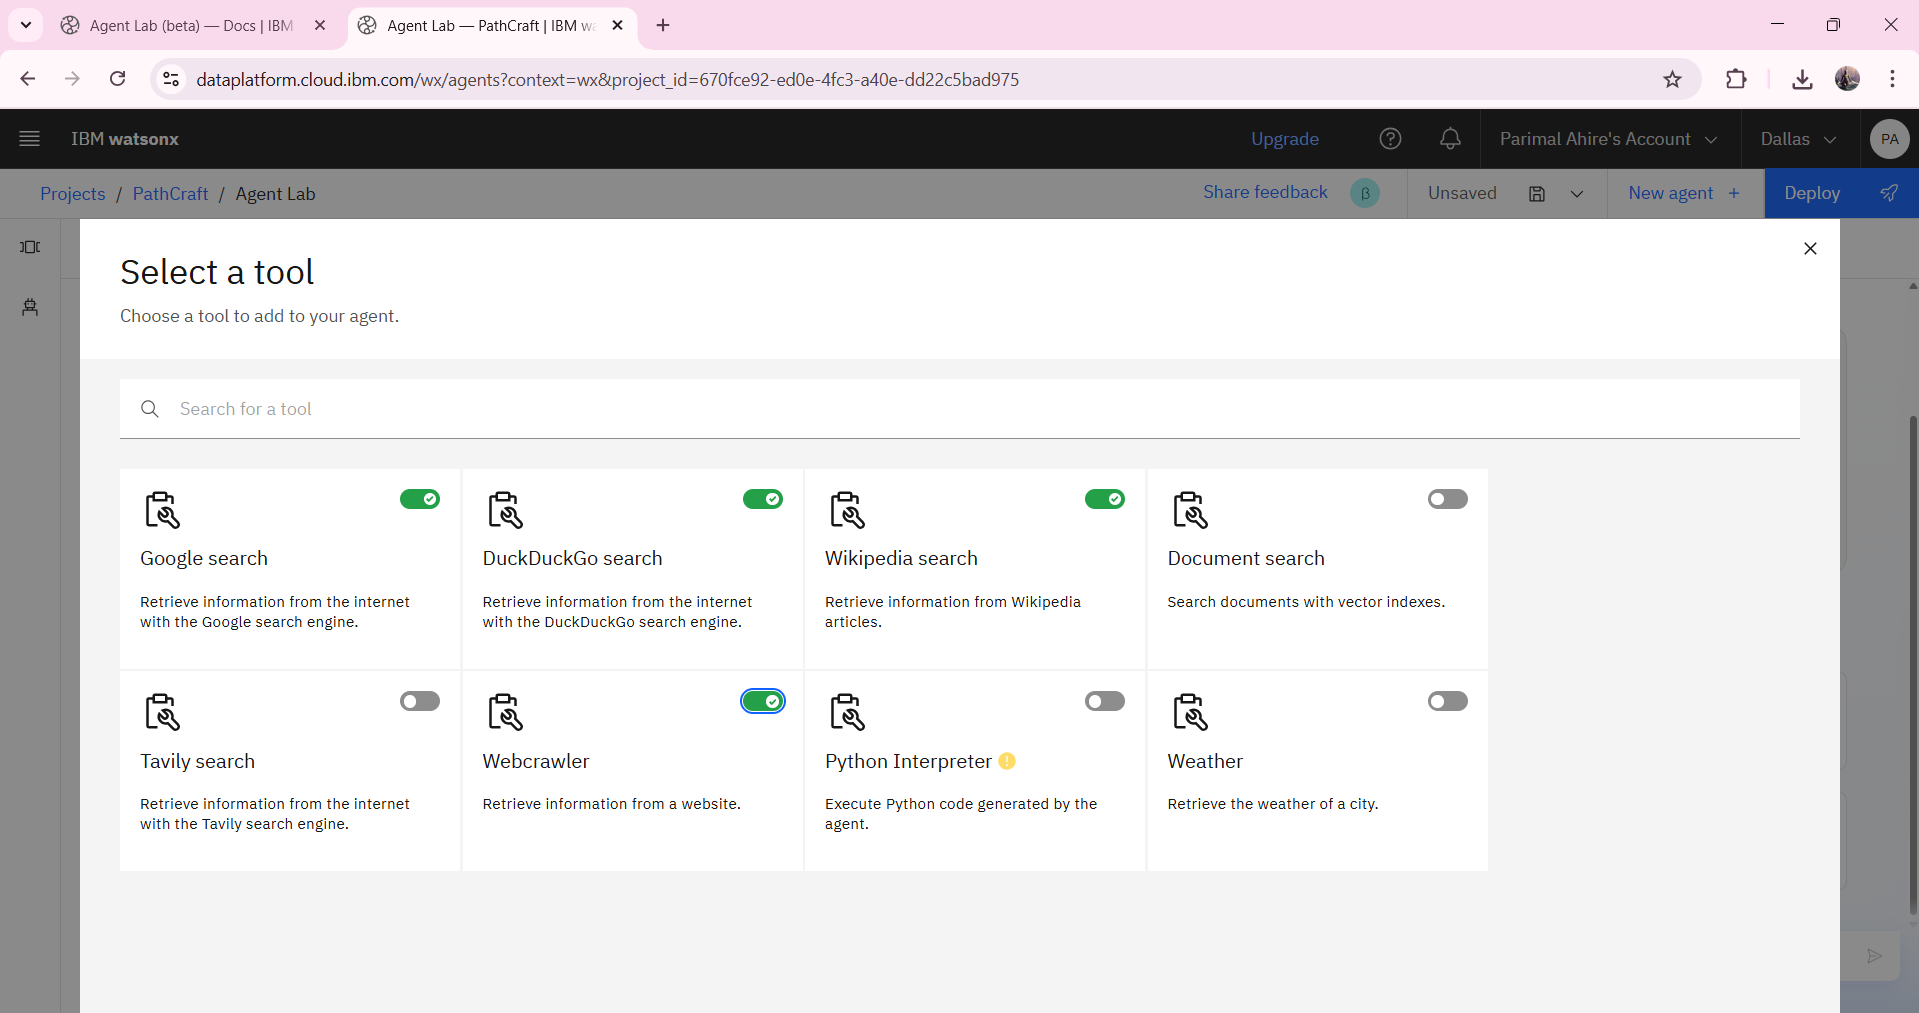 Agent Lab (beta) — Docs | IBM
Agent Lab — PathCraft | IBM wa
dataplatform.cloud.ibm.com/wx/agents?context=wx&project_id=670fce92-ed0e-4fc3-a40e-dd22c5bad975
IBM watsonx
Upgrade
Parimal Ahire's Account
Dallas
PA
Projects / PathCraft / Agent Lab
Share feedback
β
Unsaved
New agent +
Deploy
Select a tool
Choose a tool to add to your agent.
Search for a tool
Google search
Retrieve information from the internet
with the Google search engine.
DuckDuckGo search
Retrieve information from the internet
with the DuckDuckGo search engine.
Wikipedia search
Retrieve information from Wikipedia
articles.
Document search
Search documents with vector indexes.
Tavily search
Retrieve information from the internet
with the Tavily search engine.
Webcrawler
Retrieve information from a website.
Python Interpreter
Execute Python code generated by the
agent.
Weather
Retrieve the weather of a city.